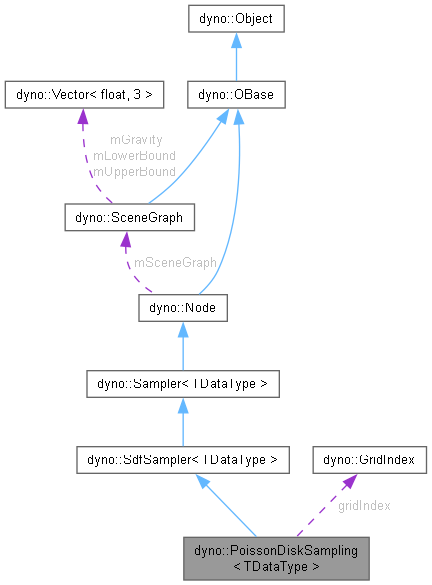 dyno::Object
dyno::Vector< float, 3 >
dyno::OBase
mGravity
mLowerBound
mUpperBound
dyno::SceneGraph
mSceneGraph
dyno::Node
dyno::Sampler< TDataType >
dyno::SdfSampler< TDataType >
dyno::GridIndex
gridIndex
dyno::PoissonDiskSampling
< TDataType >